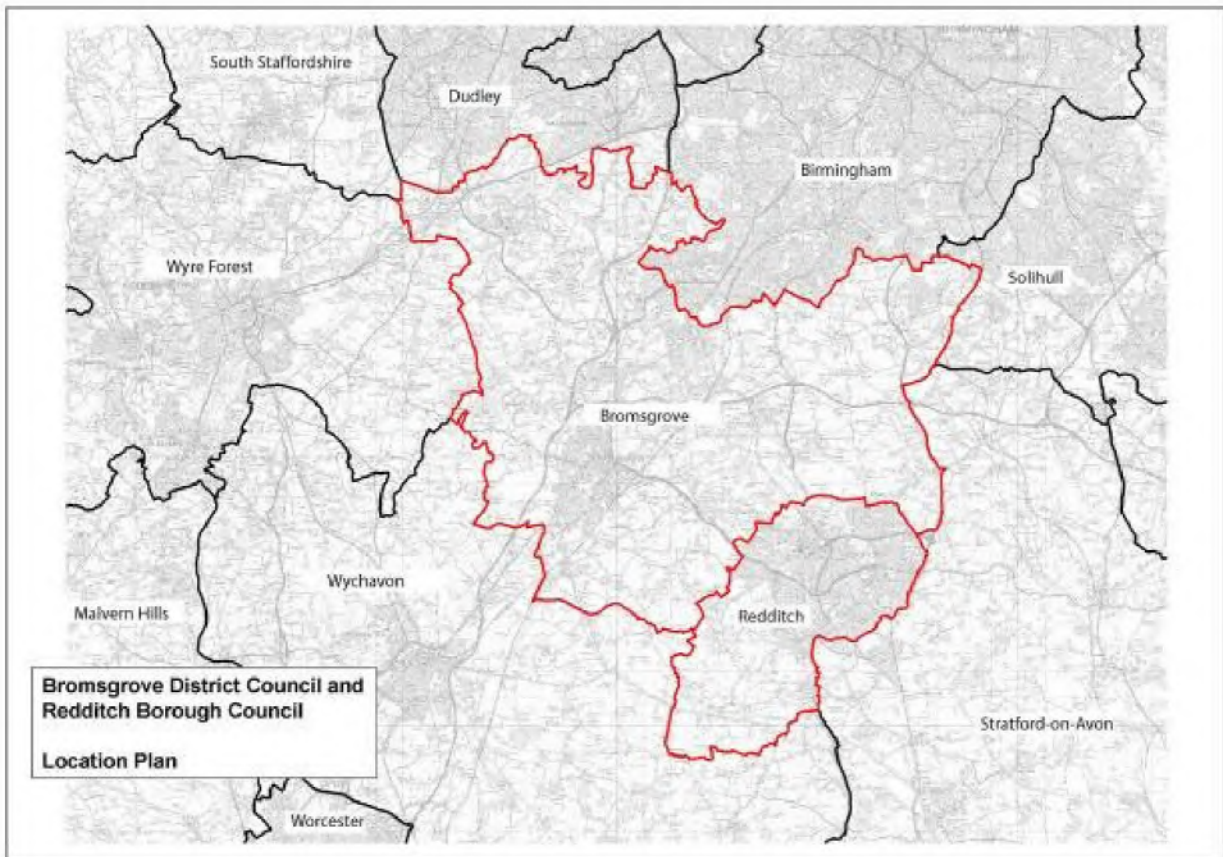 South Staffordshire
Dudley
Birmingham
Wyre Forest
Solihull
Bromsgrove
Wychavon
Malvern Hills
Redditch
Bromsgrove District Council and
Redditch Borough Council
Location Plan
Stratford-on-Avon
Worcester